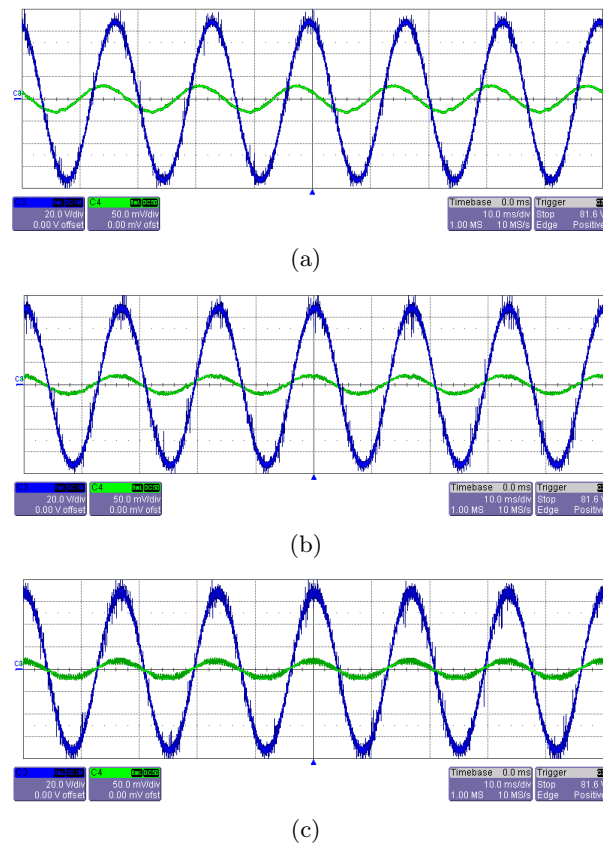 C3
C4 Timebase 0.0 ms Trigger
20.0 V/div 50.0 mV/div 10.0 ms/div Stop 81.6 V
0.00 V offset 0.00 mV ofst 1.00 MS 10 MS/s Edge Positive
(a)
C3
C4 Timebase 0.0 ms Trigger
20.0 V/div 50.0 mV/div 10.0 ms/div Stop 81.6 V
0.00 V offset 0.00 mV ofst 1.00 MS 10 MS/s Edge Positive
(b)
C3
C4 Timebase 0.0 ms Trigger
20.0 V/div 50.0 mV/div 10.0 ms/div Stop 81.6 V
0.00 V offset 0.00 mV ofst 1.00 MS 10 MS/s Edge Positive
(c)